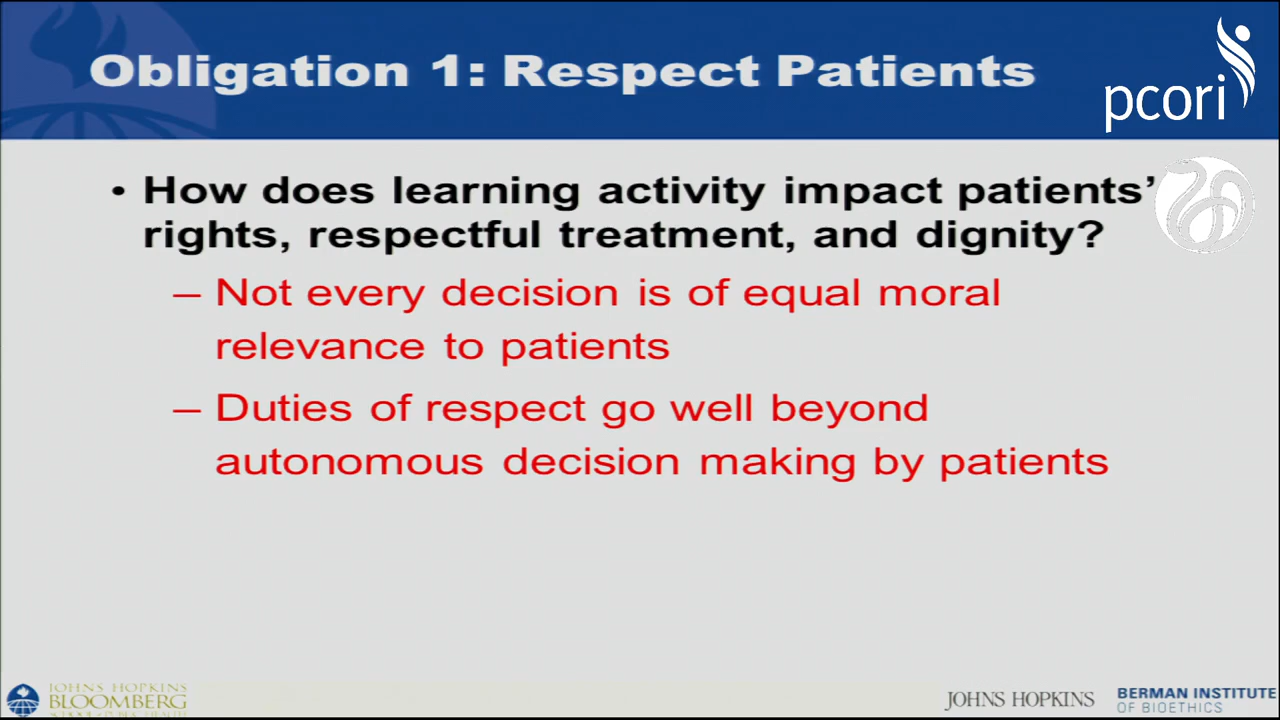 Obligation 1: Respect Patients
pcori
• How does learning activity impact patients’
rights, respectful treatment, and dignity?
– Not every decision is of equal moral
relevance to patients
– Duties of respect go well beyond
autonomous decision making by patients
JOHNS HOPKINS
BLOOMBERG
JOHNS HOPKINS
BERMAN INSTITUTE
OF BIOETHICS